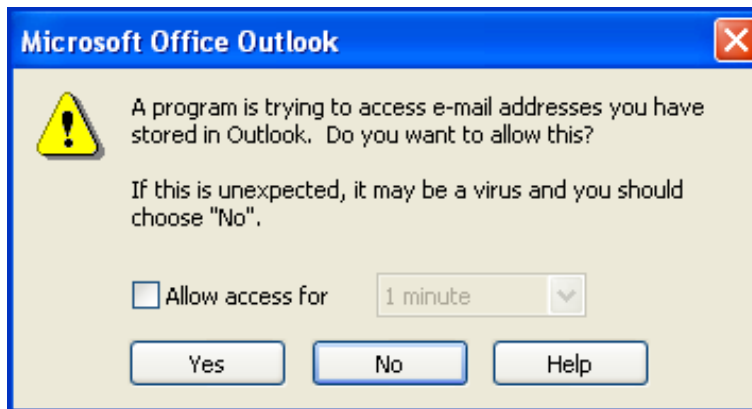 Microsoft Office Outlook
A program is trying to access e-mail addresses you have
stored in Outlook. Do you want to allow this?
If this is unexpected, it may be a virus and you should
choose "No".
Allow access for 1 minute
Yes No Help